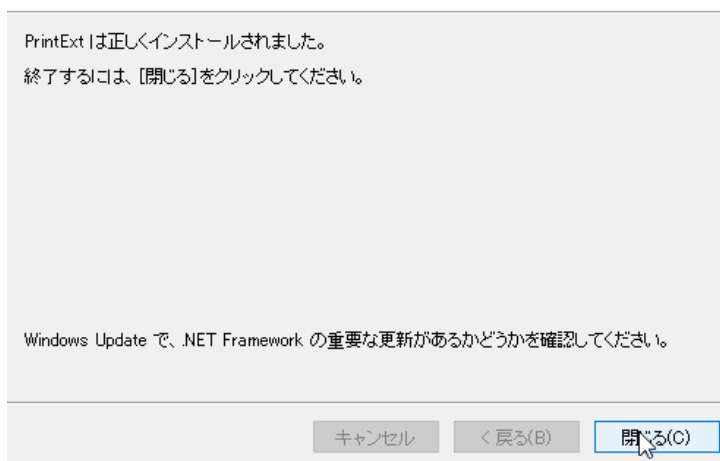 PrintExt は正しくインストールされました。
終了するには、[閉じる]をクリックしてください。
Windows Update で、.NET Framework の重要な更新があるかどうかを確認してください。
キャンセル
< 戻る(B)
閉じる(C)